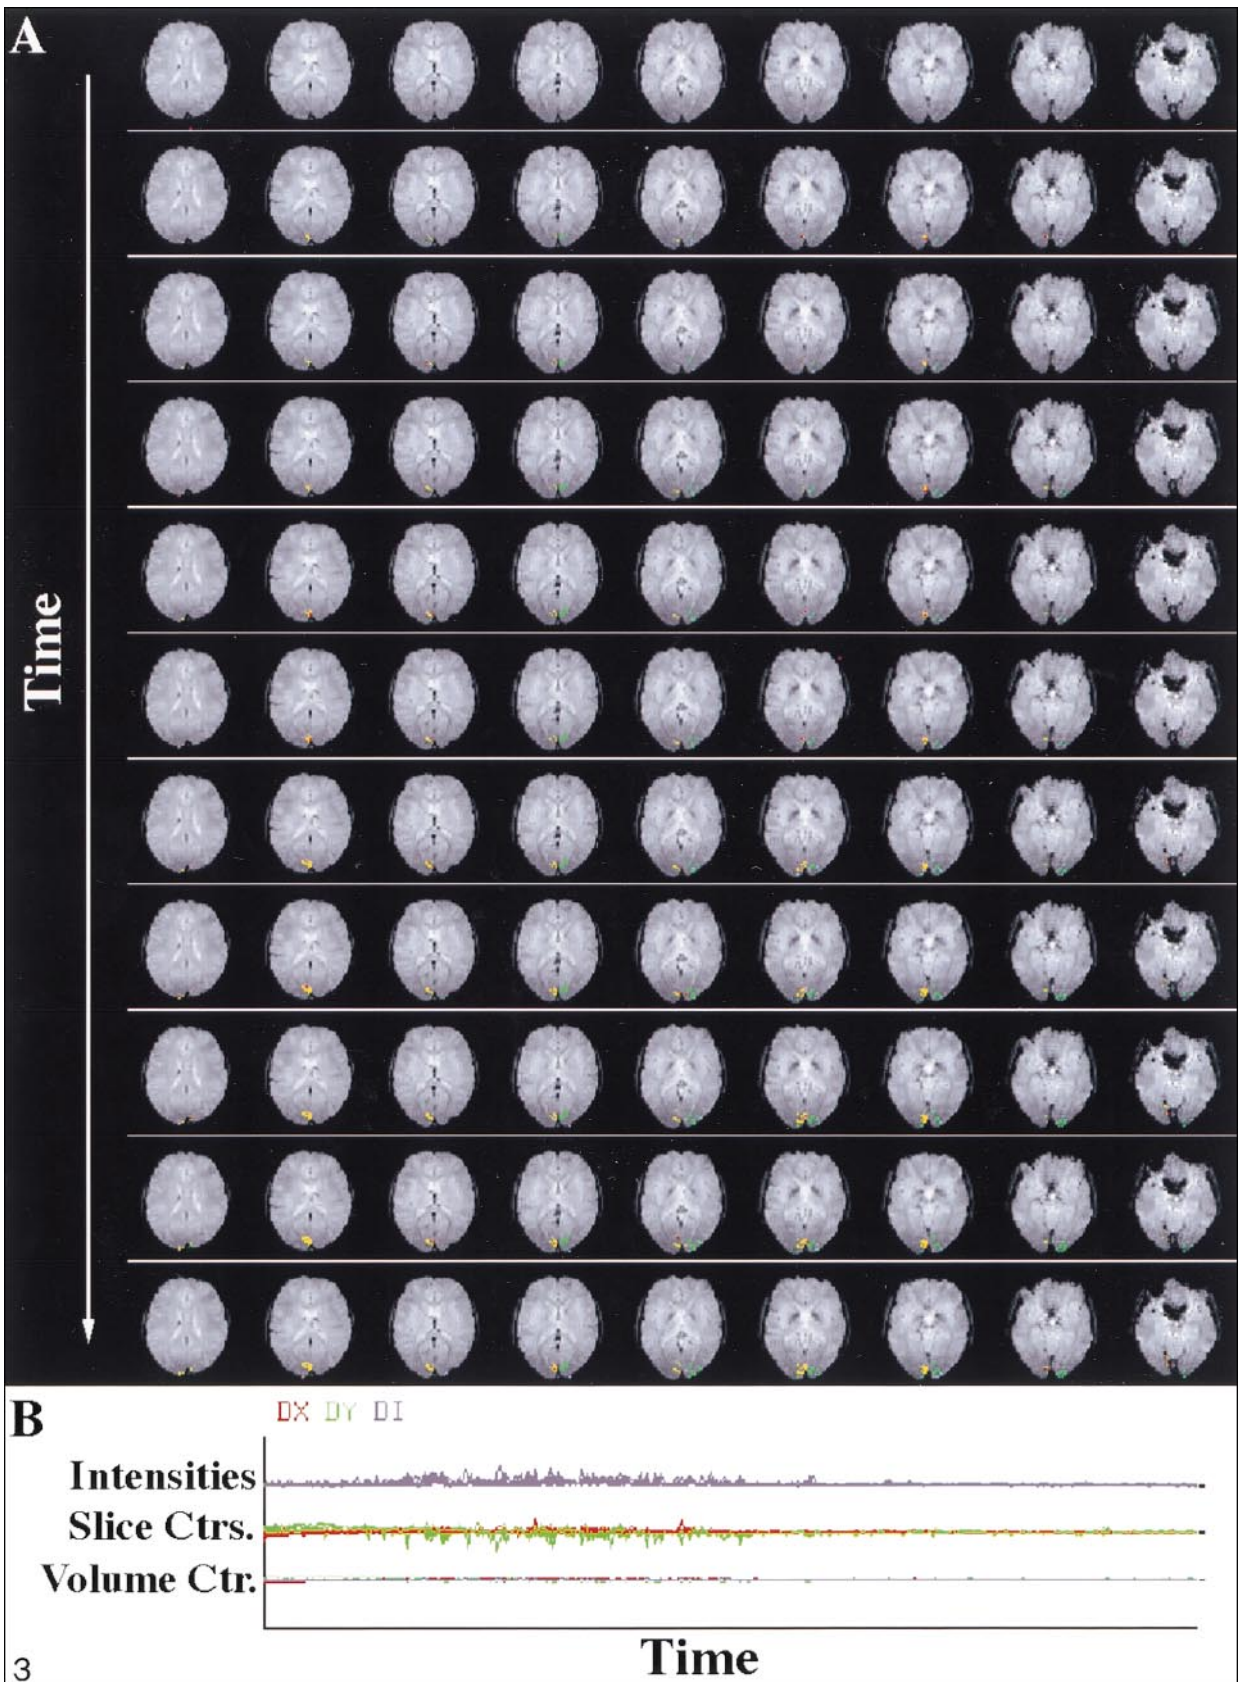 A
Time
B
DX DY DI
Intensities
Slice Ctrs.
Volume Ctr.
Time
3